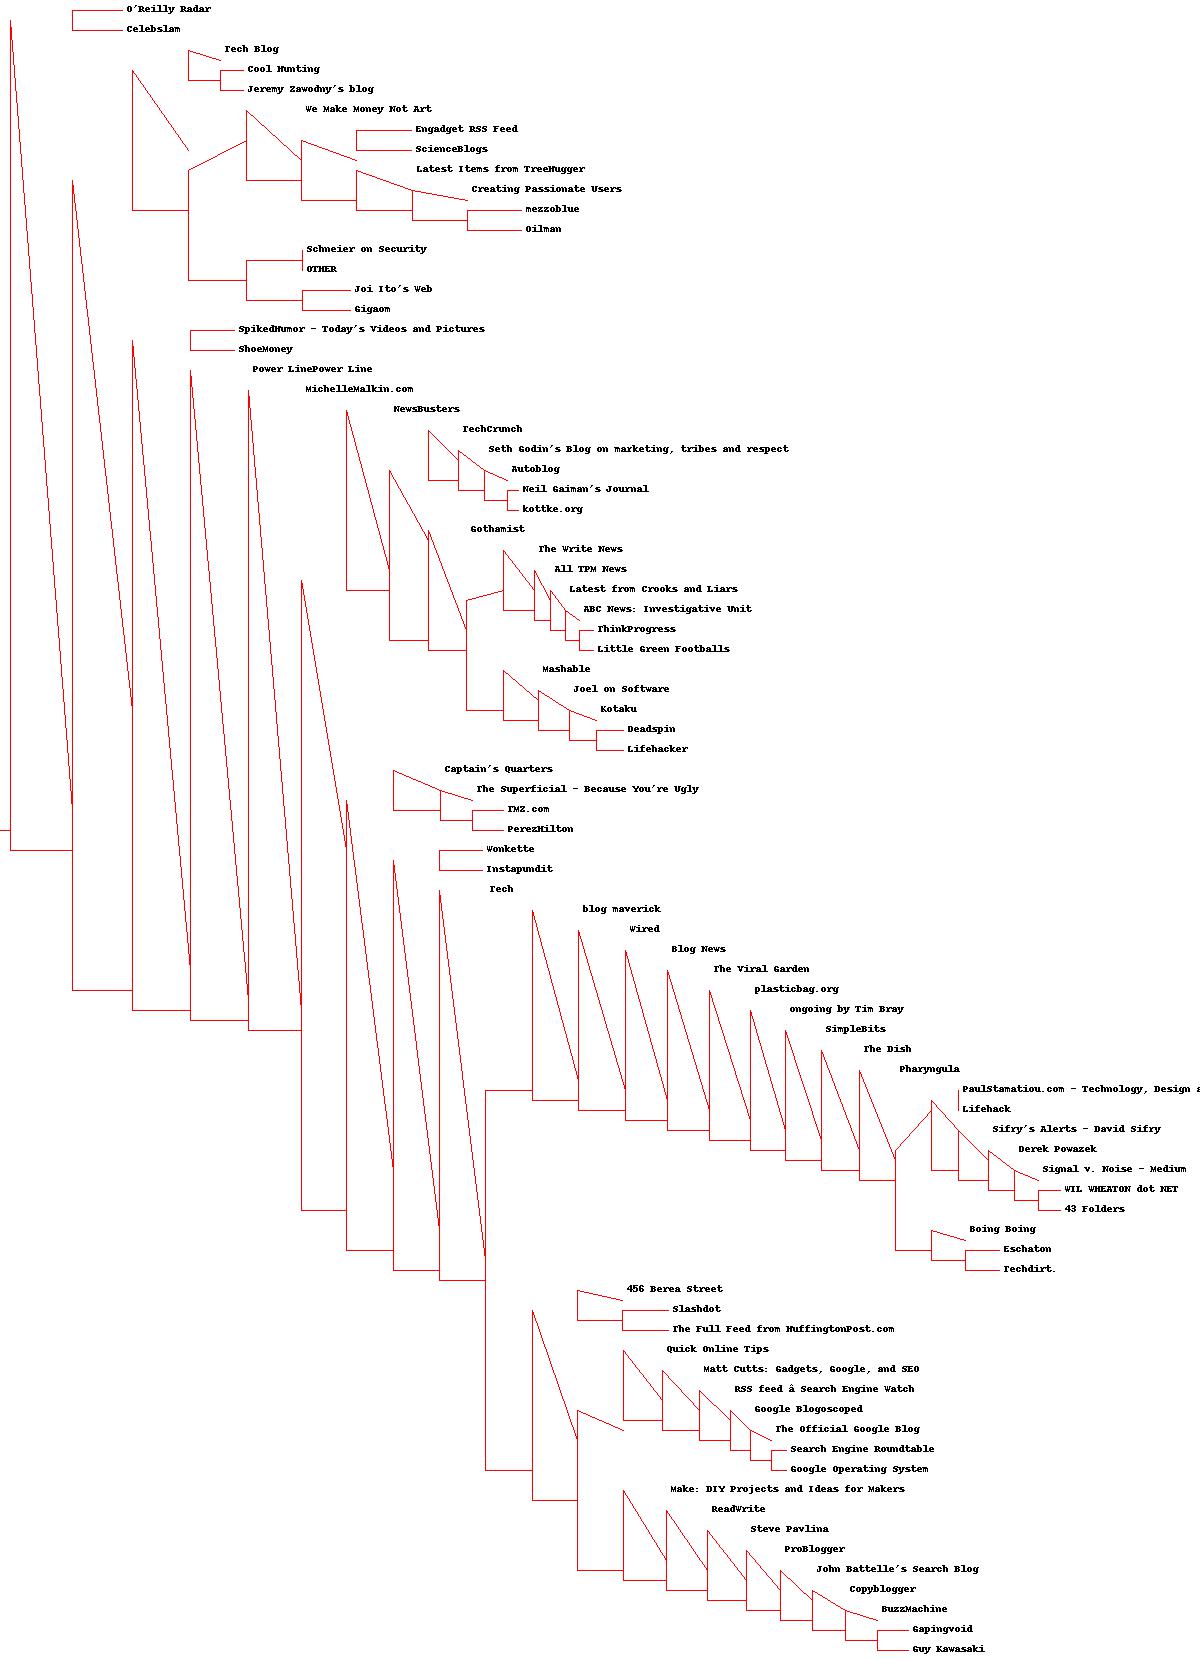 O'Reilly Radar
Celebslam
Tech Blog
Cool Hunting
Jeremy Zawodny's blog
We Make Money Not Art
Engadget RSS Feed
ScienceBlogs
Latest Items from TreeHugger
Creating Passionate Users
mezzoblue
Oilman
Schneier on Security
OTHER
Joi Ito's Web
Gigaom
SpikedHumor - Today's Videos and Pictures
ShoeMoney
Power LinePower Line
MichelleMalkin.com
NewsBusters
TechCrunch
Seth Godin's Blog on marketing, tribes and respect
Autoblog
Neil Gaiman's Journal
kottke.org
Gothamist
The Write News
All TPM News
Latest from Crooks and Liars
ABC News: Investigative Unit
ThinkProgress
Little Green Footballs
Mashable
Joel on Software
Kotaku
Deadspin
Lifehacker
Captain's Quarters
The Superficial - Because You're Ugly
TMZ.com
PerezHilton
Wonkette
Instapundit
Tech
blog maverick
Wired
Blog News
The Viral Garden
plasticbag.org
ongoing by Tim Bray
SimpleBits
The Dish
Pharyngula
PaulStamatiou.com - Technology, Design a
Lifehack
Sifry's Alerts - David Sifry
Derek Powazek
Signal v. Noise - Medium
WIL WHEATON dot NET
43 Folders
Boing Boing
Eschaton
Techdirt.
456 Berea Street
Slashdot
The Full Feed from HuffingtonPost.com
Quick Online Tips
Matt Cutts: Gadgets, Google, and SEO
RSS feed â Search Engine Watch
Google Blogoscoped
The Official Google Blog
Search Engine Roundtable
Google Operating System
Make: DIY Projects and Ideas for Makers
ReadWrite
Steve Pavlina
ProBlogger
John Battelle's Search Blog
Copyblogger
BuzzMachine
Gapingvoid
Guy Kawasaki